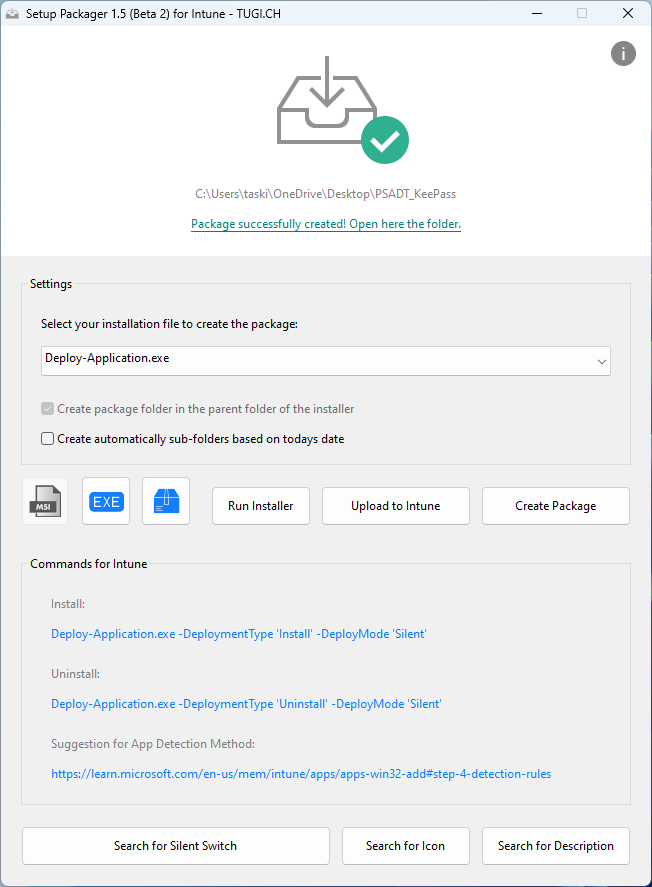 Setup Packager 1.5 (Beta 2) for Intune - TUGI.CH
i
C:\Users\taski\OneDrive\Desktop\PSADT_KeePass
Package successfully created! Open here the folder.
Settings
Select your installation file to create the package:
Deploy-Application.exe
Create package folder in the parent folder of the installer
Create automatically sub-folders based on todays date
MSI
EXE
Run Installer
Upload to Intune
Create Package
Commands for Intune
Install:
Deploy-Application.exe -DeploymentType 'Install' -DeployMode 'Silent'
Uninstall:
Deploy-Application.exe -DeploymentType 'Uninstall' -DeployMode 'Silent'
Suggestion for App Detection Method:
https://learn.microsoft.com/en-us/mem/intune/apps/apps-win32-add#step-4-detection-rules
Search for Silent Switch
Search for Icon
Search for Description